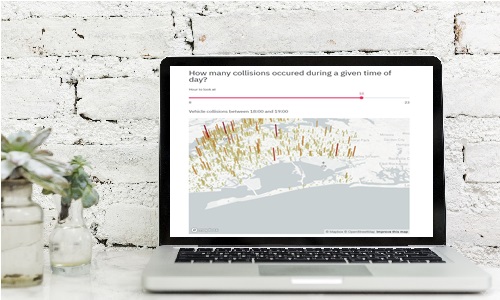 How many collisions occured during a given time of
day?
Hour to look at
18
0 23
Vehicle collisions between 18:00 and 19:00
© Mapbox © OpenStreetMap Improve this map